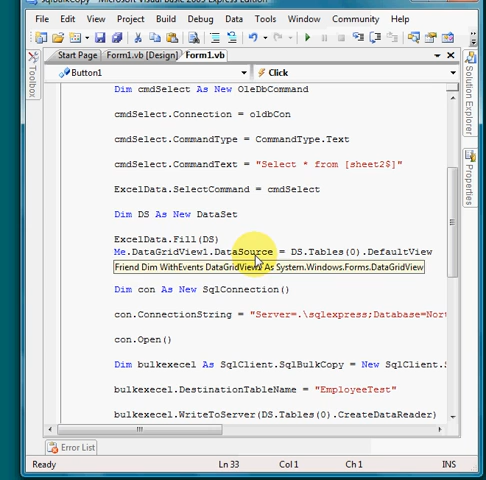 SqlBulkCopy - Microsoft Visual Basic 2005 Express Edition
File Edit View Project Build Debug Data Tools Window Community Help
Start Page Form1.vb [Design] Form1.vb
Button1 Click
Toolbox
Solution Explorer
Properties
Dim cmdSelect As New OleDbCommand
cmdSelect.Connection = oldbCon
cmdSelect.CommandType = CommandType.Text
cmdSelect.CommandText = "Select * from [sheet2$]"
ExcelData.SelectCommand = cmdSelect
Dim DS As New DataSet
ExcelData.Fill(DS)
Me.DataGridView1.DataSource = DS.Tables(0).DefaultView
Friend Dim WithEvents DataGridView1 As System.Windows.Forms.DataGridView
Dim con As New SqlConnection()
con.ConnectionString = "Server=.\sqlexpress;Database=Nor
con.Open()
Dim bulkexecel As SqlClient.SqlBulkCopy = New SqlClient.
bulkexecel.DestinationTableName = "EmployeeTest"
bulkexecel.WriteToServer(DS.Tables(0).CreateDataReader)
Error List
Ready Ln 33 Col 1 Ch 1 INS